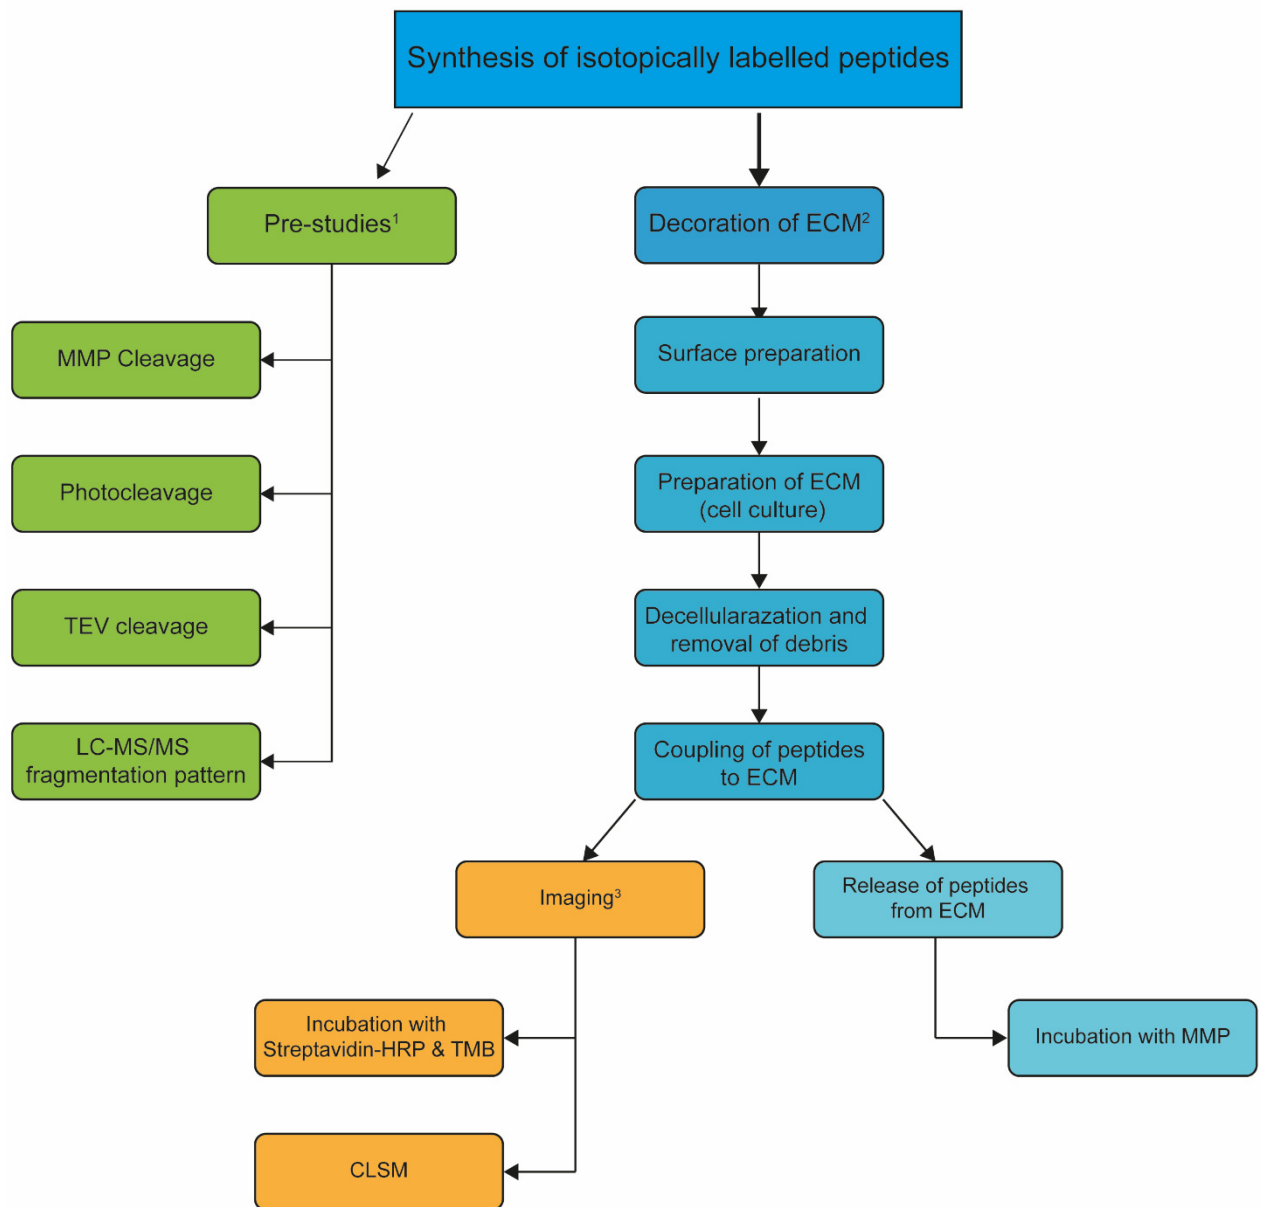 Synthesis of isotopically labelled peptides
Pre-studies¹
Decoration of ECM²
MMP Cleavage
Surface preparation
Photocleavage
Preparation of ECM
(cell culture)
TEV cleavage
Decellularazation and
removal of debris
LC-MS/MS
fragmentation pattern
Coupling of peptides
to ECM
Imaging³
Release of peptides
from ECM
Incubation with
Streptavidin-HRP & TMB
Incubation with MMP
CLSM